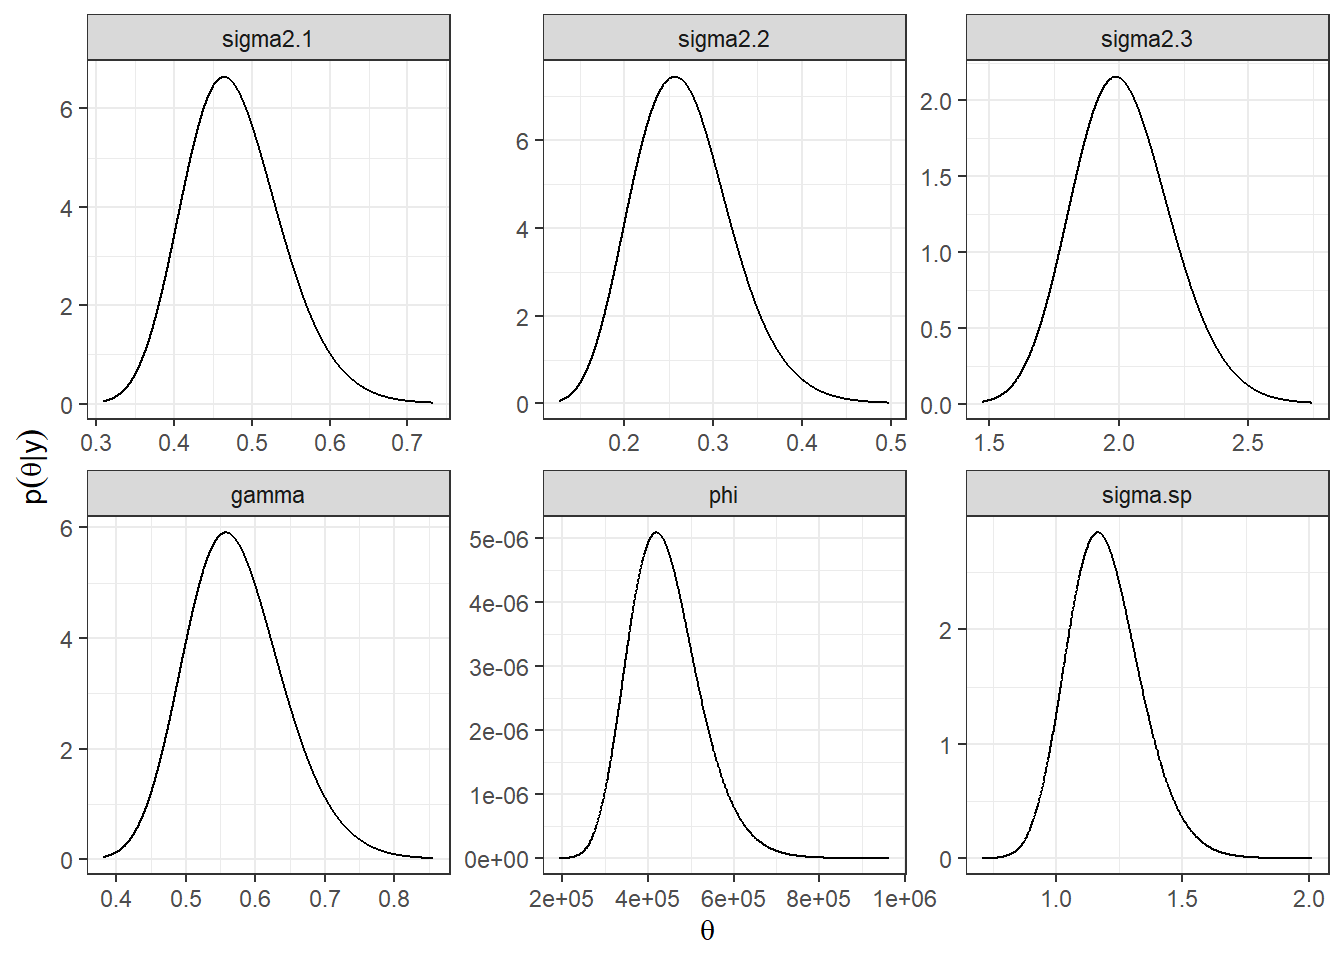 sigma2.1
sigma2.2
sigma2.3
6
4
2
0
0.3 0.4 0.5 0.6 0.7
6
4
2
0
0.2 0.3 0.4 0.5
2.0
1.5
1.0
0.5
0.0
1.5 2.0 2.5
p(θ|y)
gamma
phi
sigma.sp
6
4
2
0
0.4 0.5 0.6 0.7 0.8
5e-06
4e-06
3e-06
2e-06
1e-06
0e+00
2e+05 4e+05 6e+05 8e+05 1e+06
2
1
0
1.0 1.5 2.0
θ